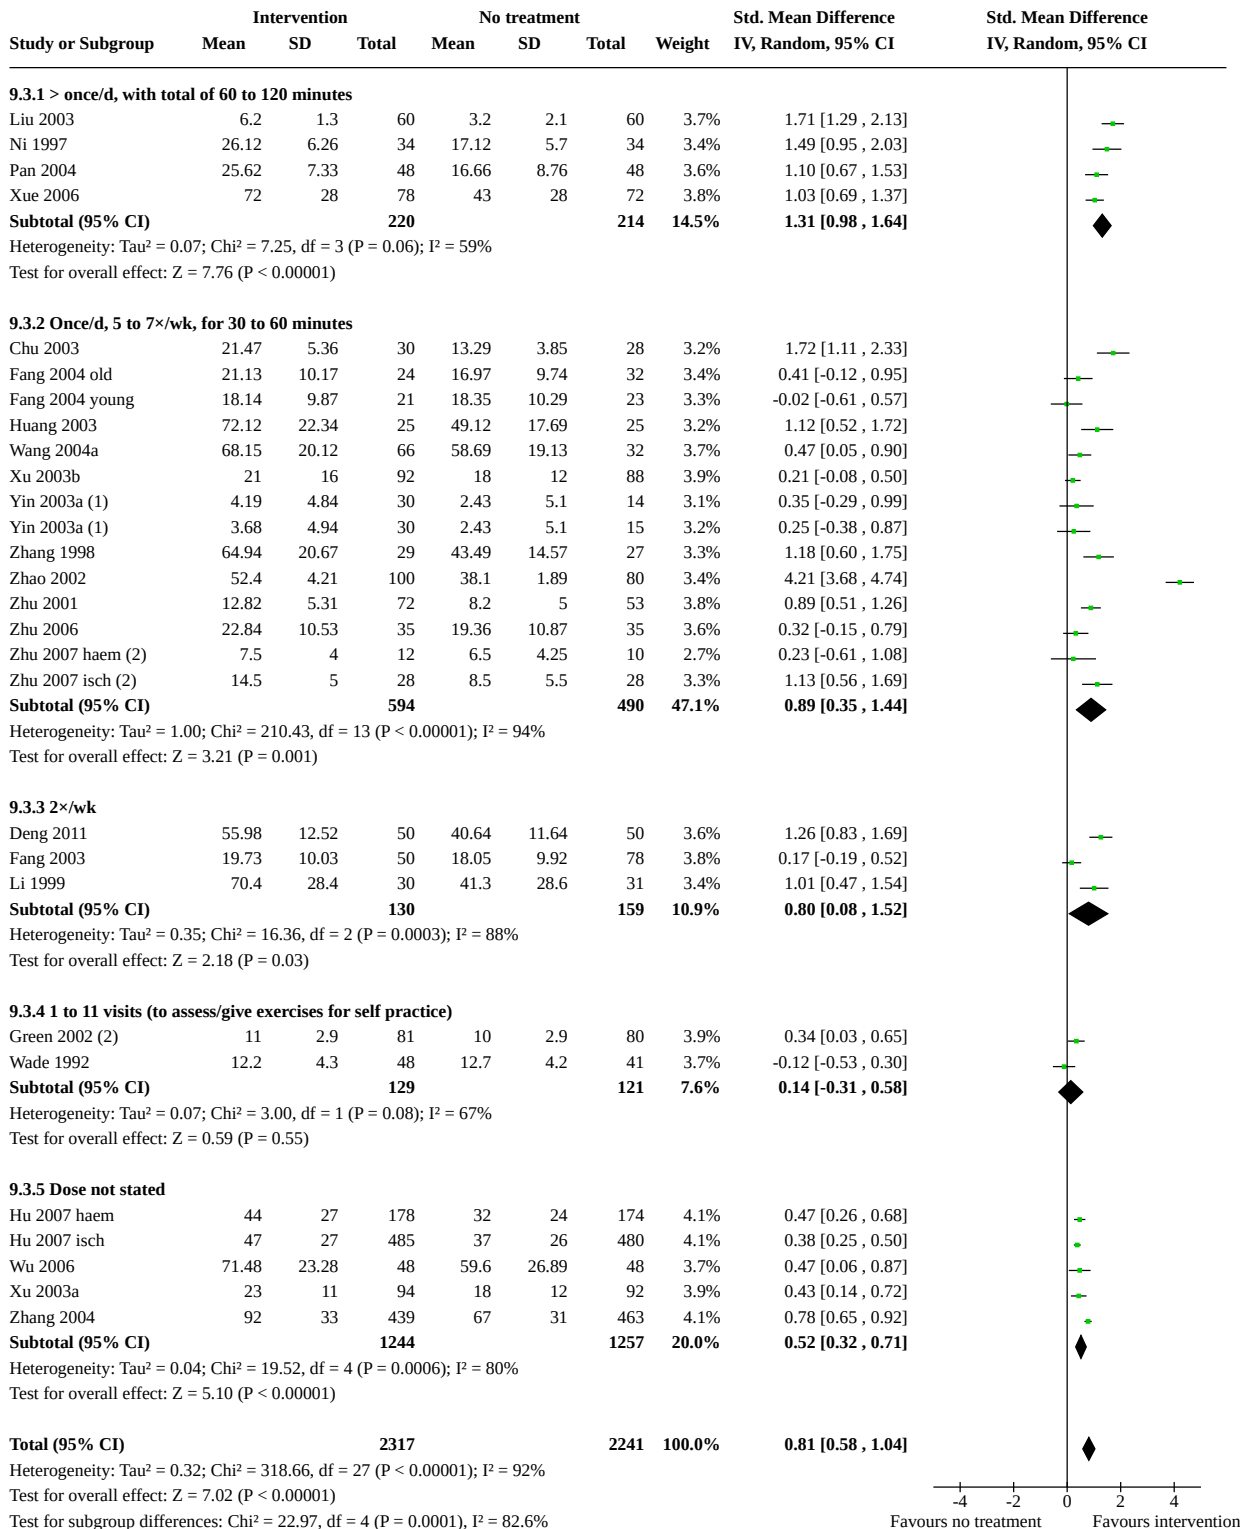 Intervention No treatment Std. Mean Difference Std. Mean Difference
Study or Subgroup Mean SD Total Mean SD Total Weight IV, Random, 95% CI IV, Random, 95% CI
9.3.1 > once/d, with total of 60 to 120 minutes
Liu 2003 6.2 1.3 60 3.2 2.1 60 3.7% 1.71 [1.29 , 2.13]
Ni 1997 26.12 6.26 34 17.12 5.7 34 3.4% 1.49 [0.95 , 2.03]
Pan 2004 25.62 7.33 48 16.66 8.76 48 3.6% 1.10 [0.67 , 1.53]
Xue 2006 72 28 78 43 28 72 3.8% 1.03 [0.69 , 1.37]
Subtotal (95% CI) 220 214 14.5% 1.31 [0.98 , 1.64]
Heterogeneity: Tau² = 0.07; Chi² = 7.25, df = 3 (P = 0.06); I² = 59%
Test for overall effect: Z = 7.76 (P < 0.00001)
9.3.2 Once/d, 5 to 7×/wk, for 30 to 60 minutes
Chu 2003 21.47 5.36 30 13.29 3.85 28 3.2% 1.72 [1.11 , 2.33]
Fang 2004 old 21.13 10.17 24 16.97 9.74 32 3.4% 0.41 [-0.12 , 0.95]
Fang 2004 young 18.14 9.87 21 18.35 10.29 23 3.3% -0.02 [-0.61 , 0.57]
Huang 2003 72.12 22.34 25 49.12 17.69 25 3.2% 1.12 [0.52 , 1.72]
Wang 2004a 68.15 20.12 66 58.69 19.13 32 3.7% 0.47 [0.05 , 0.90]
Xu 2003b 21 16 92 18 12 88 3.9% 0.21 [-0.08 , 0.50]
Yin 2003a (1) 4.19 4.84 30 2.43 5.1 14 3.1% 0.35 [-0.29 , 0.99]
Yin 2003a (1) 3.68 4.94 30 2.43 5.1 15 3.2% 0.25 [-0.38 , 0.87]
Zhang 1998 64.94 20.67 29 43.49 14.57 27 3.3% 1.18 [0.60 , 1.75]
Zhao 2002 52.4 4.21 100 38.1 1.89 80 3.4% 4.21 [3.68 , 4.74]
Zhu 2001 12.82 5.31 72 8.2 5 53 3.8% 0.89 [0.51 , 1.26]
Zhu 2006 22.84 10.53 35 19.36 10.87 35 3.6% 0.32 [-0.15 , 0.79]
Zhu 2007 haem (2) 7.5 4 12 6.5 4.25 10 2.7% 0.23 [-0.61 , 1.08]
Zhu 2007 isch (2) 14.5 5 28 8.5 5.5 28 3.3% 1.13 [0.56 , 1.69]
Subtotal (95% CI) 594 490 47.1% 0.89 [0.35 , 1.44]
Heterogeneity: Tau² = 1.00; Chi² = 210.43, df = 13 (P < 0.00001); I² = 94%
Test for overall effect: Z = 3.21 (P = 0.001)
9.3.3 2×/wk
Deng 2011 55.98 12.52 50 40.64 11.64 50 3.6% 1.26 [0.83 , 1.69]
Fang 2003 19.73 10.03 50 18.05 9.92 78 3.8% 0.17 [-0.19 , 0.52]
Li 1999 70.4 28.4 30 41.3 28.6 31 3.4% 1.01 [0.47 , 1.54]
Subtotal (95% CI) 130 159 10.9% 0.80 [0.08 , 1.52]
Heterogeneity: Tau² = 0.35; Chi² = 16.36, df = 2 (P = 0.0003); I² = 88%
Test for overall effect: Z = 2.18 (P = 0.03)
9.3.4 1 to 11 visits (to assess/give exercises for self practice)
Green 2002 (2) 11 2.9 81 10 2.9 80 3.9% 0.34 [0.03 , 0.65]
Wade 1992 12.2 4.3 48 12.7 4.2 41 3.7% -0.12 [-0.53 , 0.30]
Subtotal (95% CI) 129 121 7.6% 0.14 [-0.31 , 0.58]
Heterogeneity: Tau² = 0.07; Chi² = 3.00, df = 1 (P = 0.08); I² = 67%
Test for overall effect: Z = 0.59 (P = 0.55)
9.3.5 Dose not stated
Hu 2007 haem 44 27 178 32 24 174 4.1% 0.47 [0.26 , 0.68]
Hu 2007 isch 47 27 485 37 26 480 4.1% 0.38 [0.25 , 0.50]
Wu 2006 71.48 23.28 48 59.6 26.89 48 3.7% 0.47 [0.06 , 0.87]
Xu 2003a 23 11 94 18 12 92 3.9% 0.43 [0.14 , 0.72]
Zhang 2004 92 33 439 67 31 463 4.1% 0.78 [0.65 , 0.92]
Subtotal (95% CI) 1244 1257 20.0% 0.52 [0.32 , 0.71]
Heterogeneity: Tau² = 0.04; Chi² = 19.52, df = 4 (P = 0.0006); I² = 80%
Test for overall effect: Z = 5.10 (P < 0.00001)
Total (95% CI) 2317 2241 100.0% 0.81 [0.58 , 1.04]
Heterogeneity: Tau² = 0.32; Chi² = 318.66, df = 27 (P < 0.00001); I² = 92%
Test for overall effect: Z = 7.02 (P < 0.00001)
-4 -2 0 2 4
Test for subgroup differences: Chi² = 22.97, df = 4 (P = 0.0001), I² = 82.6%
Favours no treatment Favours intervention